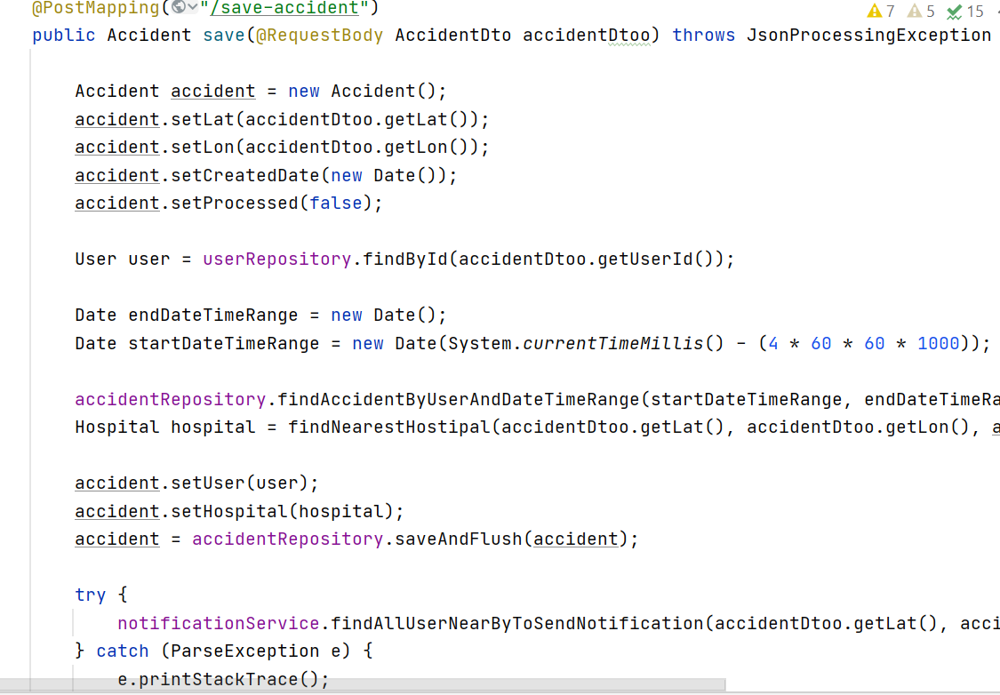 @PostMapping("/save-accident") 7 5 15
public Accident save(@RequestBody AccidentDto accidentDtoo) throws JsonProcessingException
Accident accident = new Accident();
accident.setLat(accidentDtoo.getLat());
accident.setLon(accidentDtoo.getLon());
accident.setCreatedDate(new Date());
accident.setProcessed(false);
User user = userRepository.findById(accidentDtoo.getUserId());
Date endDateTimeRange = new Date();
Date startDateTimeRange = new Date(System.currentTimeMillis() - (4 * 60 * 60 * 1000));
accidentRepository.findAccidentByUserAndDateTimeRange(startDateTimeRange, endDateTimeRa
Hospital hospital = findNearestHostipal(accidentDtoo.getLat(), accidentDtoo.getLon(), a
accident.setUser(user);
accident.setHospital(hospital);
accident = accidentRepository.saveAndFlush(accident);
try {
notificationService.findAllUserNearByToSendNotification(accidentDtoo.getLat(), acci
} catch (ParseException e) {
e.printStackTrace();